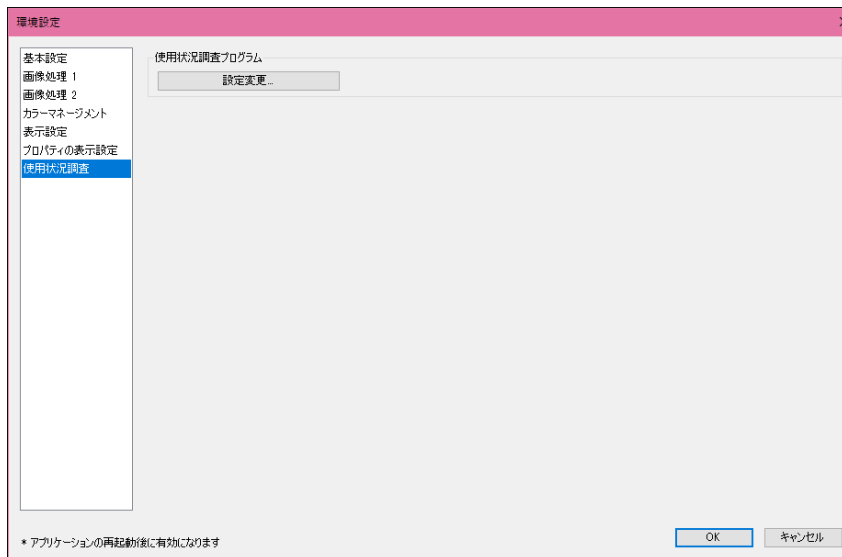 環境設定
基本設定
画像処理 1
画像処理 2
カラーマネージメント
表示設定
プロパティの表示設定
使用状況調査
使用状況調査プログラム
設定変更...
* アプリケーションの再起動後に有効になります
OK
キャンセル